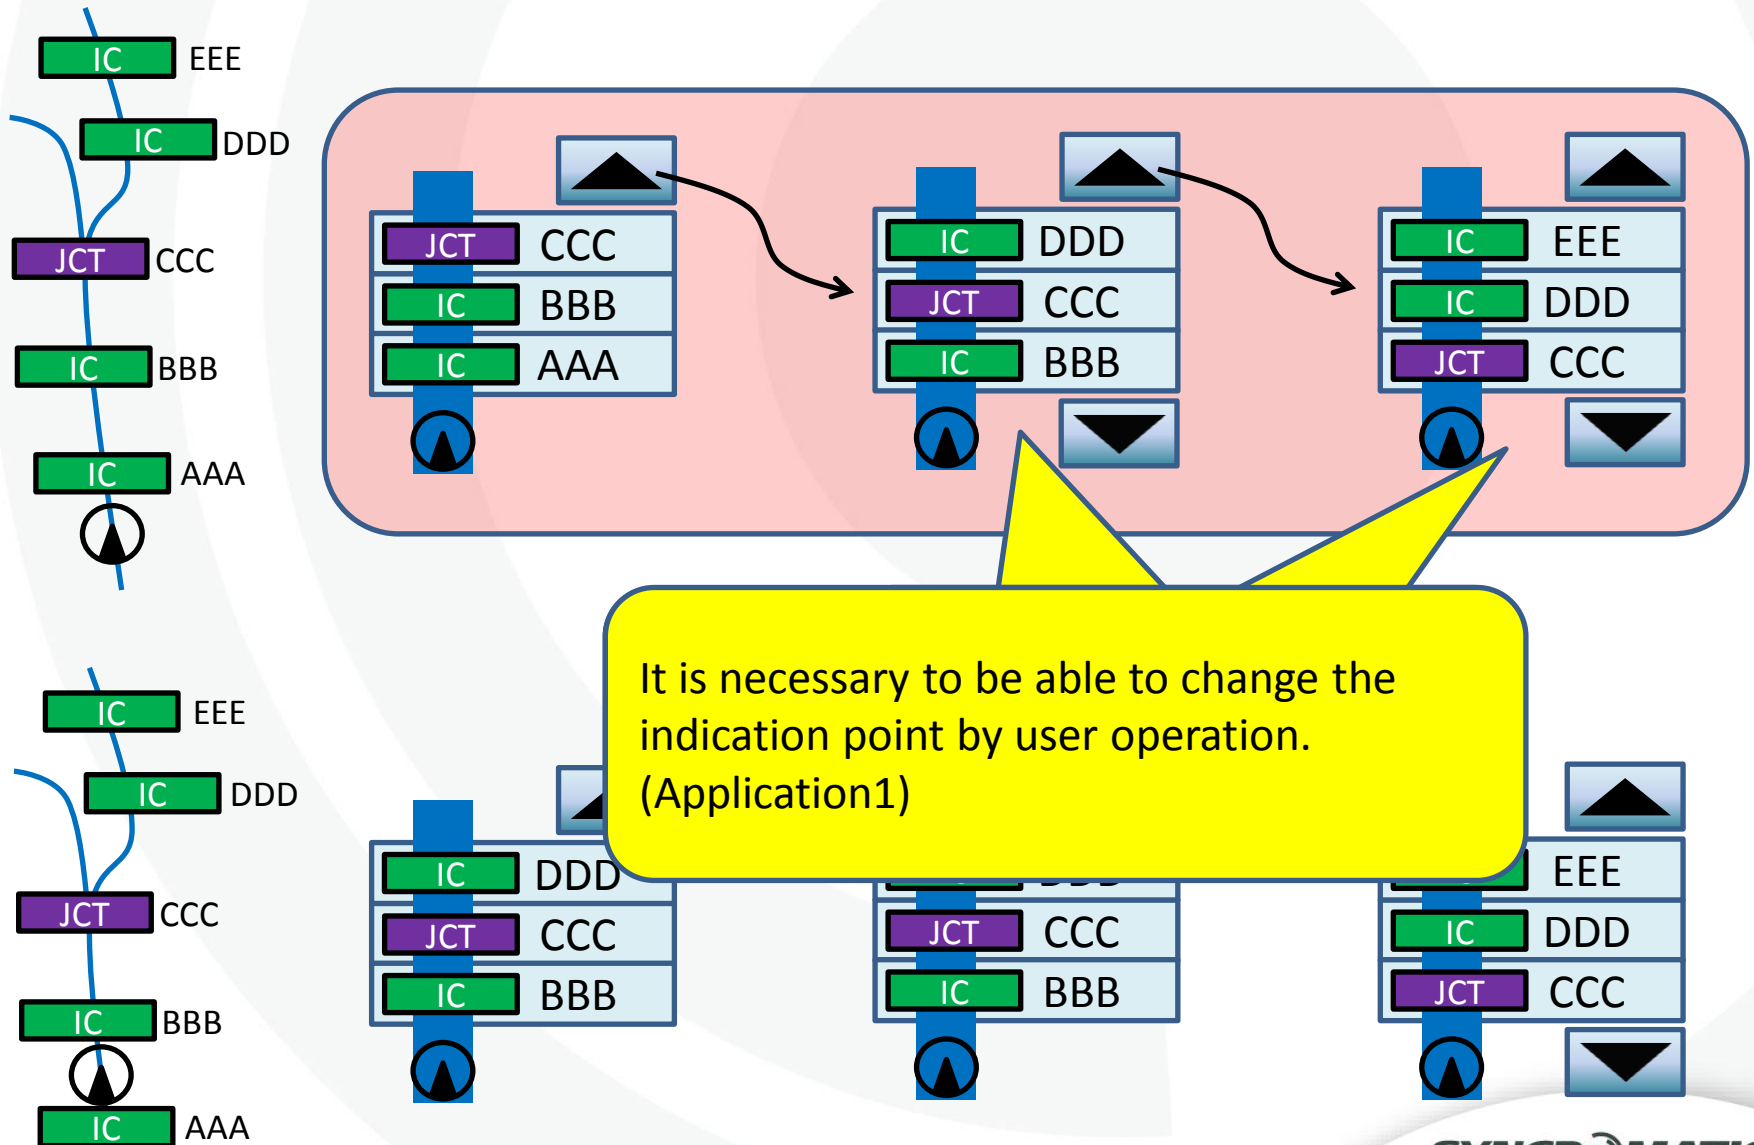 IC EEE
IC DDD
JCT CCC
IC BBB
IC AAA
JCT CCC
IC BBB
IC AAA
IC DDD
JCT CCC
IC BBB
IC EEE
IC DDD
JCT CCC
It is necessary to be able to change the
indication point by user operation.
(Application1)
IC EEE
IC DDD
JCT CCC
IC BBB
IC AAA
IC DDD
JCT CCC
IC BBB
DDD
JCT CCC
IC BBB
EEE
IC DDD
JCT CCC